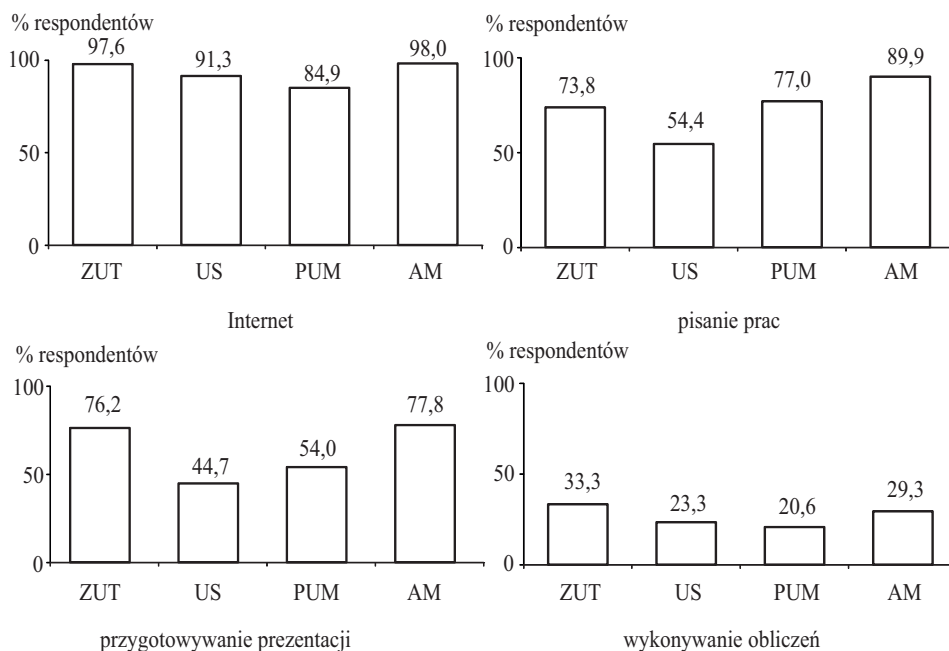 % respondentów
97,6
91,3
84,9
98,0
100
50
0
ZUT US PUM AM
Internet
% respondentów
73,8
54,4
77,0
89,9
100
50
0
ZUT US PUM AM
pisanie prac
% respondentów
76,2
44,7
54,0
77,8
100
50
0
ZUT US PUM AM
przygotowywanie prezentacji
% respondentów
33,3
23,3
20,6
29,3
100
50
0
ZUT US PUM AM
wykonywanie obliczeń